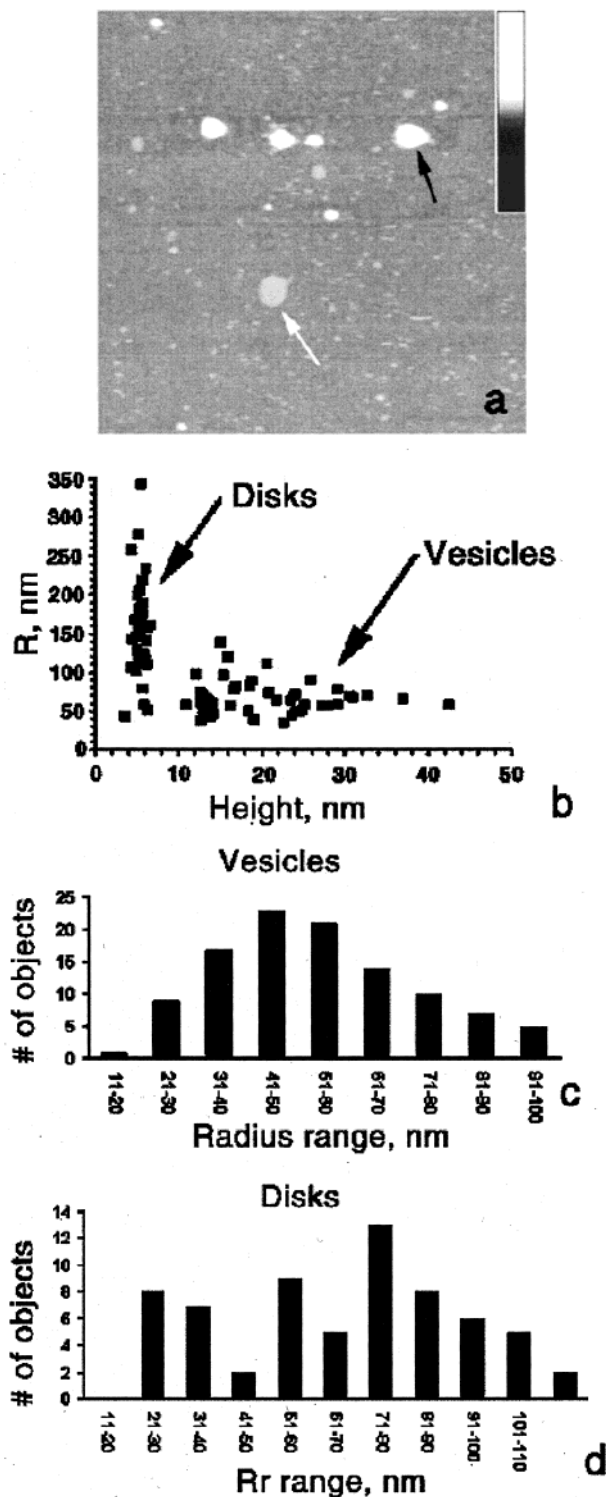 a
350
300
250
200
150
100
50
0
R, nm
Disks
Vesicles
0 10 20 30 40 50
Height, nm
b
Vesicles
25
20
15
10
5
0
# of objects
11-20 21-30 31-40 41-50 51-60 61-70 71-80 81-90 91-100
Radius range, nm
c
Disks
14
12
10
8
6
4
2
0
# of objects
11-20 21-30 31-40 41-50 51-60 61-70 71-80 81-90 91-100 101-110
Rr range, nm
d